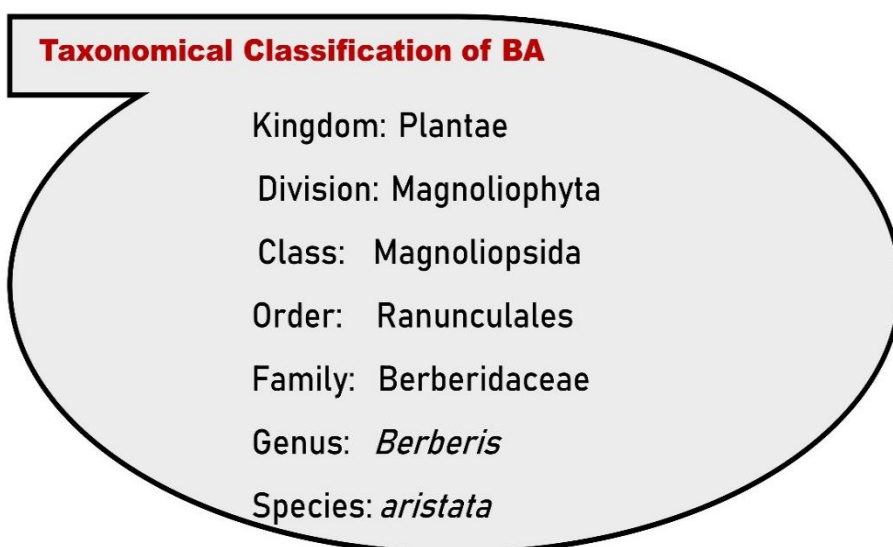 Taxonomical Classification of BA
Kingdom: Plantae
Division: Magnoliophyta
Class: Magnoliopsida
Order: Ranunculales
Family: Berberidaceae
Genus: Berberis
Species: aristata